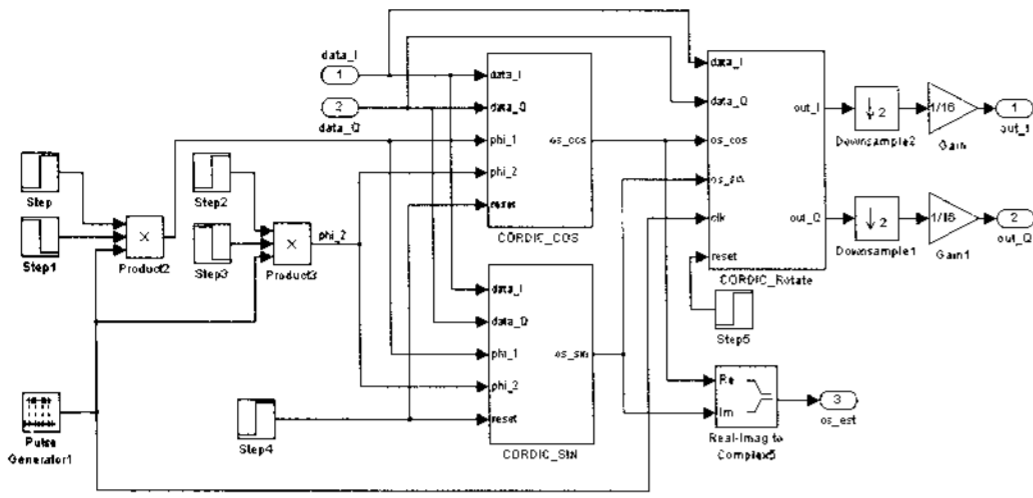 data_I
1
2
data_Q
Step
Step1
×
Product2
Step2
Step3
×
Product3
phi_2
Pulse
Generator1
Step4
data_I
data_Q
phi_1
phi_2
reset
os_cos
CORDIC_COS
data_I
data_Q
phi_1
phi_2
reset
os_sin
CORDIC_SIN
data_I
data_Q
os_cos
os_sin
clk
reset
out_I
out_Q
CORDIC_Rotate
Step5
2
Downsample2
1/16
Gain
1
out_I
2
Downsample1
1/16
Gain1
2
out_Q
Re
Im
Real-Imag to
Complex5
3
os_est